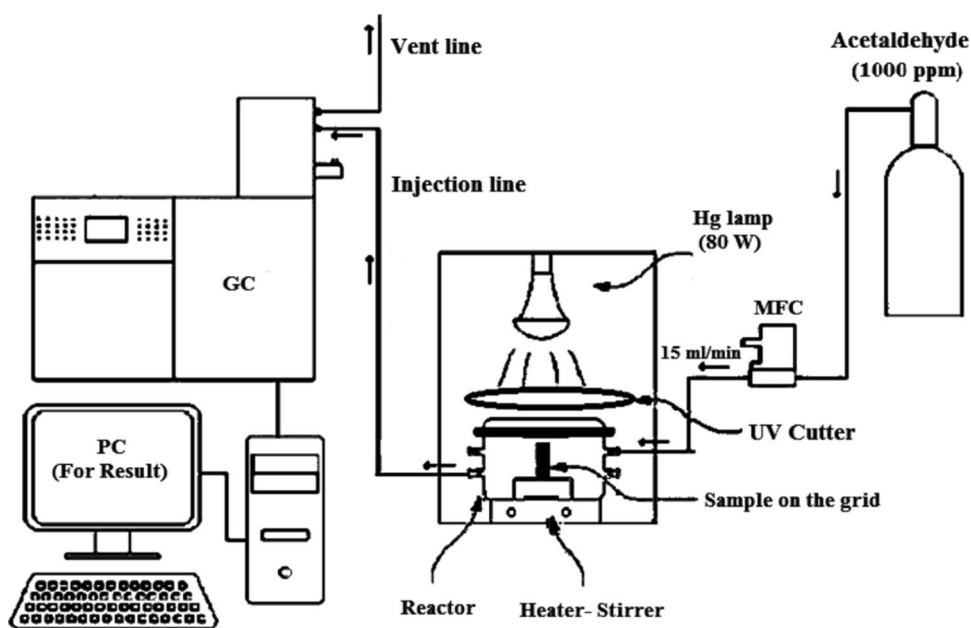 Vent line
Acetaldehyde
(1000 ppm)
Injection line
Hg lamp
(80 W)
GC
MFC
15 ml/min
UV Cutter
PC
(For Result)
Sample on the grid
Reactor
Heater- Stirrer